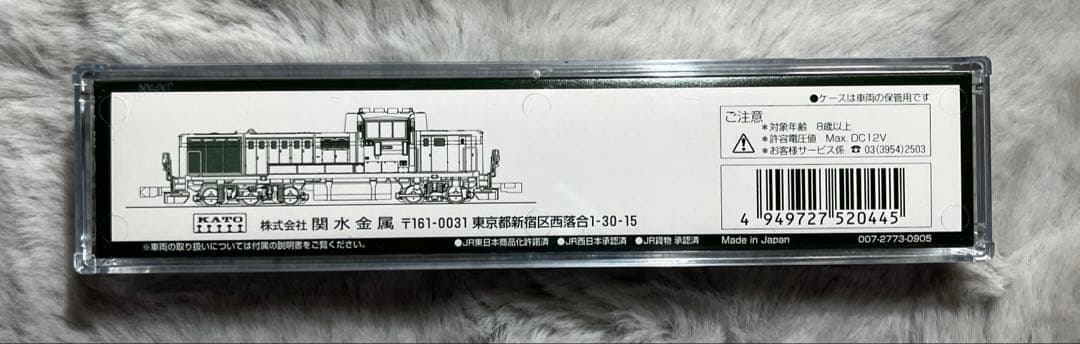 ●ケースは車両の保管用です
ご注意
*対象年齢 8歳以上
*許容電圧値 Max. DC12V
*お客様サービス係 ☎03(3954)2503
4 949727 520445
KATO
株式会社 関水金属 〒161-0031 東京都新宿区西落合1-30-15
※車両の取り扱いについては付属の説明書をご覧ください。
●JR東日本商品化許諾済 ●JR西日本承認済 ●JR貨物 承認済
Made in Japan
007-2773-0905
JAPAN